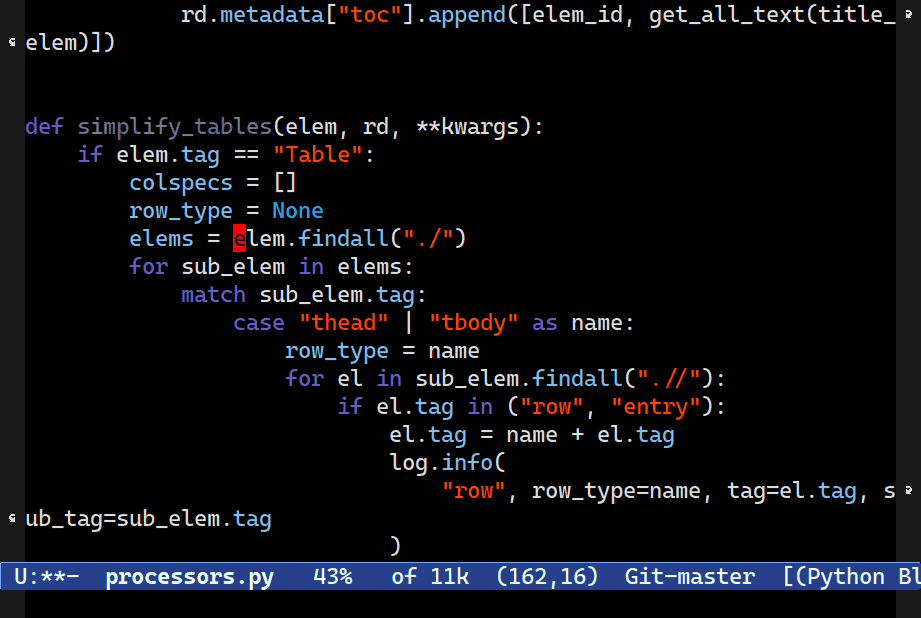 rd.metadata["toc"].append([elem_id, get_all_text(title_
elem)])
def simplify_tables(elem, rd, **kwargs):
    if elem.tag == "Table":
        colspecs = []
        row_type = None
        elems = elem.findall("./")
        for sub_elem in elems:
            match sub_elem.tag:
                case "thead" | "tbody" as name:
                    row_type = name
                    for el in sub_elem.findall(".//"):
                        if el.tag in ("row", "entry"):
                            el.tag = name + el.tag
                            log.info(
                                "row", row_type=name, tag=el.tag, s
ub_tag=sub_elem.tag
                            )
U:**-  processors.py   43%   of 11k  (162,16)  Git-master  [(Python Bl